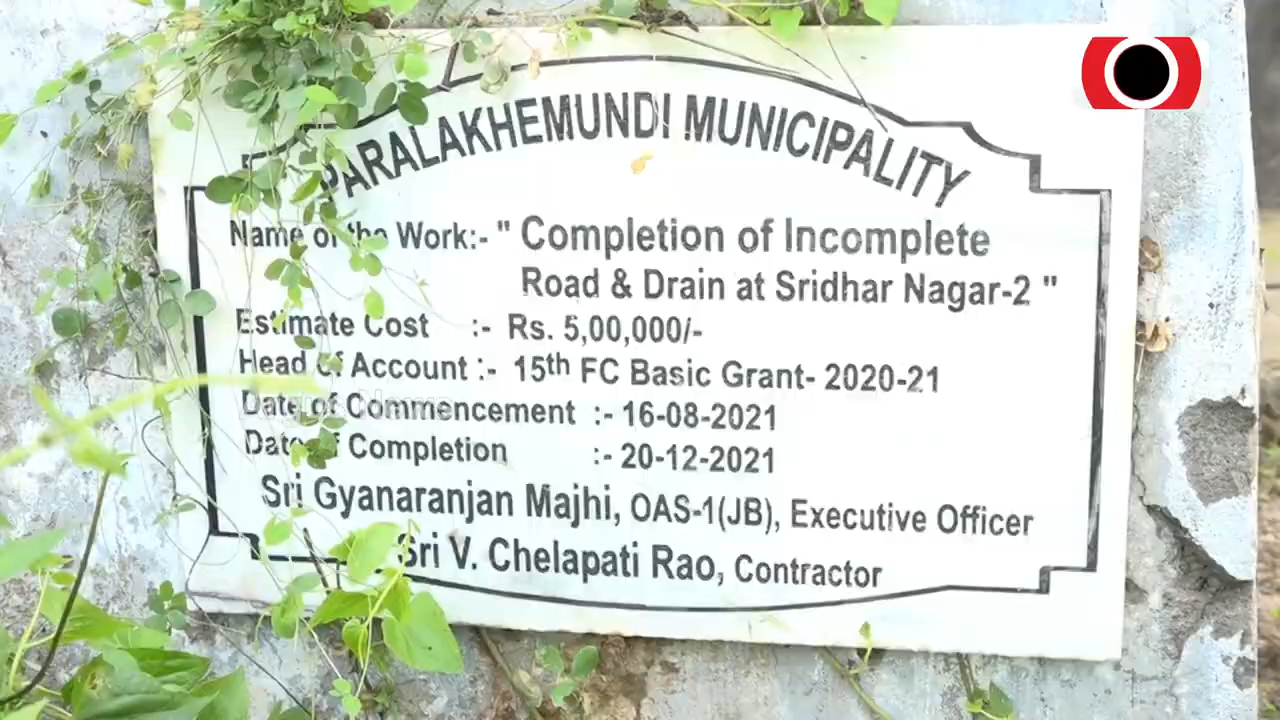 PARALAKHEMUNDI MUNICIPALITY
Name of the Work:- " Completion of Incomplete
Road & Drain at Sridhar Nagar-2 "
Estimate Cost :- Rs. 5,00,000/-
Head of Account :- 15th FC Basic Grant- 2020-21
Date of Commencement :- 16-08-2021
Date of Completion :- 20-12-2021
Sri Gyanaranjan Majhi, OAS-1(JB), Executive Officer
Sri V. Chelapati Rao, Contractor